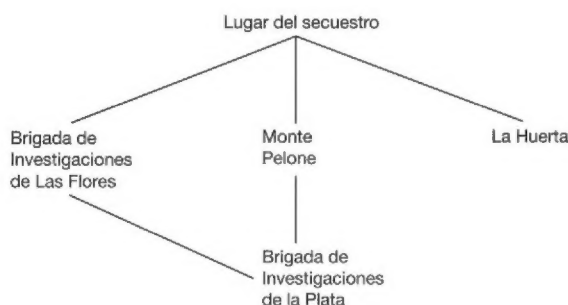 Lugar del secuestro
Brigada de
Investigaciones
de Las Flores
Monte
Pelone
La Huerta
Brigada de
Investigaciones
de la Plata